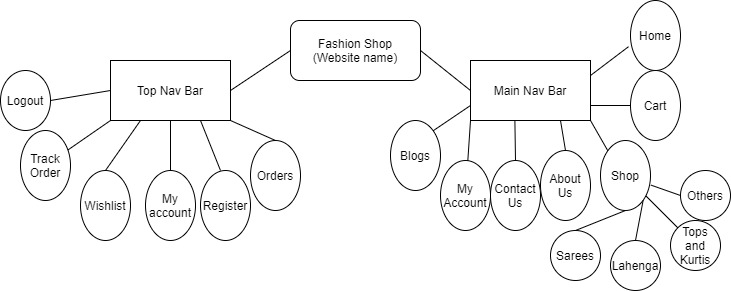 Fashion Shop
(Website name)
Top Nav Bar
Main Nav Bar
Home
Cart
Logout
Track
Order
Wishlist
My
account
Register
Orders
Blogs
My
Account
Contact
Us
About
Us
Shop
Others
Tops
and
Kurtis
Sarees
Lahenga